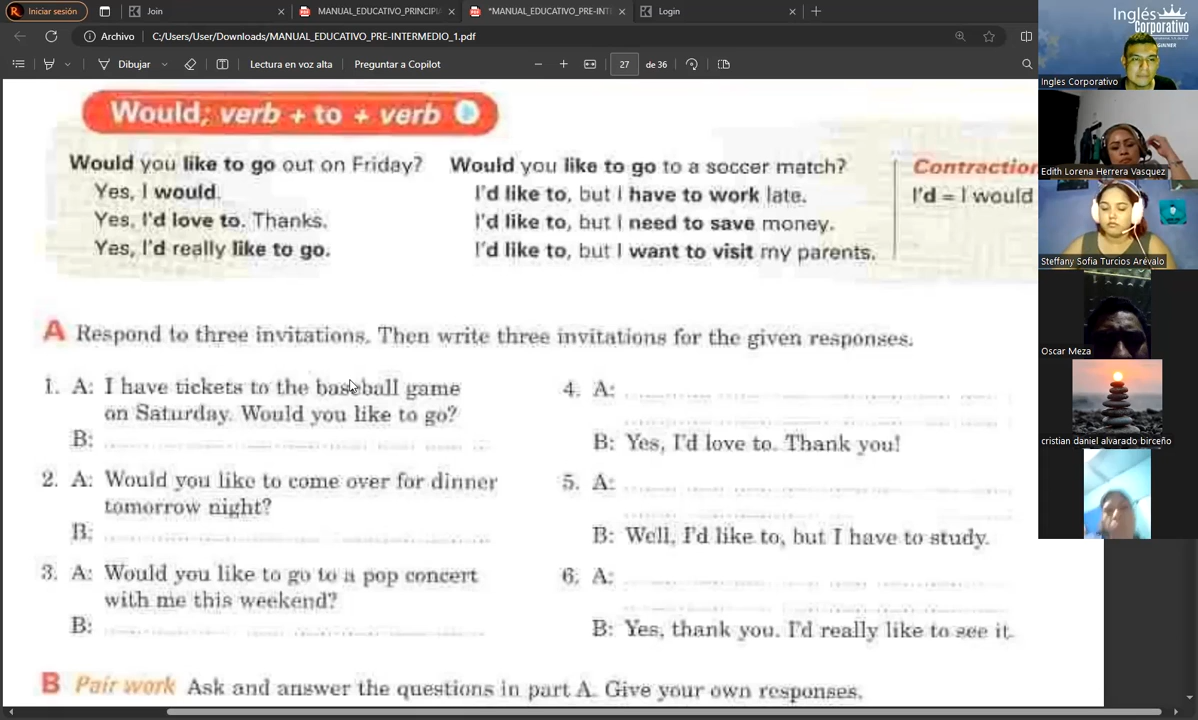 Iniciar sesión
Join
MANUAL_EDUCATIVO_PRINCIPI
*MANUAL_EDUCATIVO_PRE-INT
Login
Archivo
C:/Users/User/Downloads/MANUAL_EDUCATIVO_PRE-INTERMEDIO_1.pdf
Dibujar
Lectura en voz alta
Preguntar a Copilot
27
de 36
Would; verb + to + verb
Would you like to go out on Friday?
Yes, I would.
Yes, I'd love to. Thanks.
Yes, I'd really like to go.
Would you like to go to a soccer match?
I'd like to, but I have to work late.
I'd like to, but I need to save money.
I'd like to, but I want to visit my parents.
Contraction
I'd = I would
A Respond to three invitations. Then write three invitations for the given responses.
1. A: I have tickets to the baseball game
on Saturday. Would you like to go?
B:
2. A: Would you like to come over for dinner
tomorrow night?
B:
3. A: Would you like to go to a pop concert
with me this weekend?
B:
4. A:
B: Yes, I'd love to. Thank you!
5. A:
B: Well, I'd like to, but I have to study.
6. A:
B: Yes, thank you. I'd really like to see it.
B Pair work Ask and answer the questions in part A. Give your own responses.
Inglés
Corporativo
Ingles Corporativo
Edith Lorena Herrera Vasquez
Steffany Sofia Turcios Arévalo
Oscar Meza
cristian daniel alvarado birceño